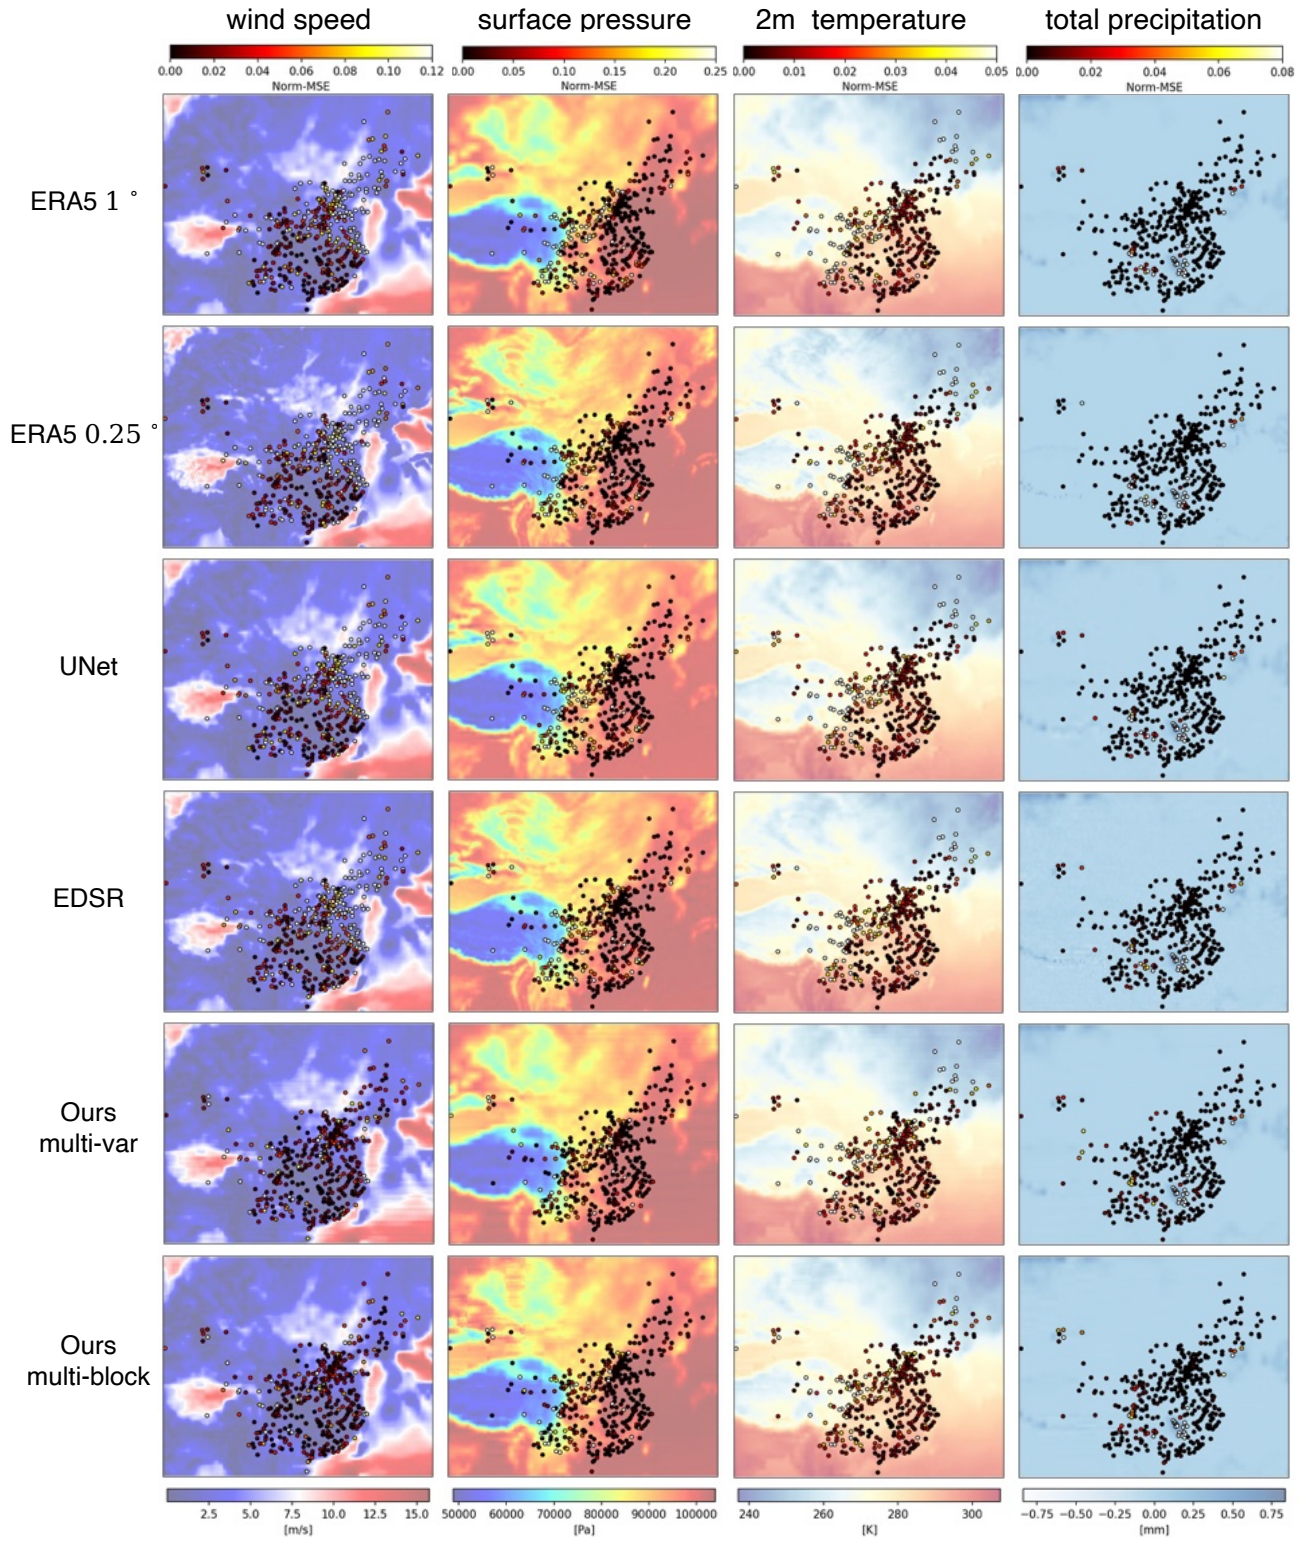 wind speed surface pressure 2m temperature total precipitation
0.00 0.02 0.04 0.06 0.08 0.10 0.12 0.00 0.05 0.10 0.15 0.20 0.25 0.00 0.01 0.02 0.03 0.04 0.05 0.00 0.02 0.04 0.06 0.08
Norm-MSE Norm-MSE Norm-MSE Norm-MSE
ERA5 1 °
ERA5 0.25 °
UNet
EDSR
Ours
multi-var
Ours
multi-block
2.5 5.0 7.5 10.0 12.5 15.0 50000 60000 70000 80000 90000 100000 240 260 280 300 −0.75 −0.50 −0.25 0.00 0.25 0.50 0.75
[m/s] [Pa] [K] [mm]